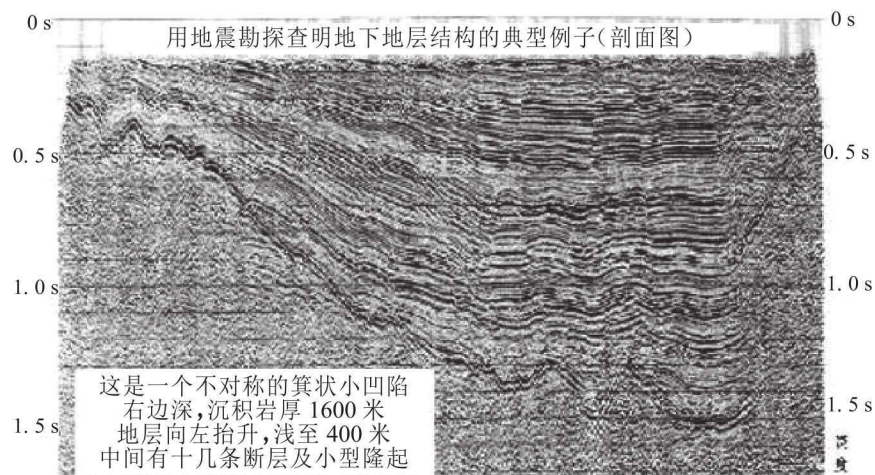 0 s
0 s
用地震勘探查明地下地层结构的典型例子(剖面图)
0. 5 s
0. 5 s
1. 0 s
1. 0 s
1. 5 s
1. 5 s
这是一个不对称的箕状小凹陷
右边深,沉积岩厚 1600 米
地层向左抬升,浅至 400 米
中间有十几条断层及小型隆起